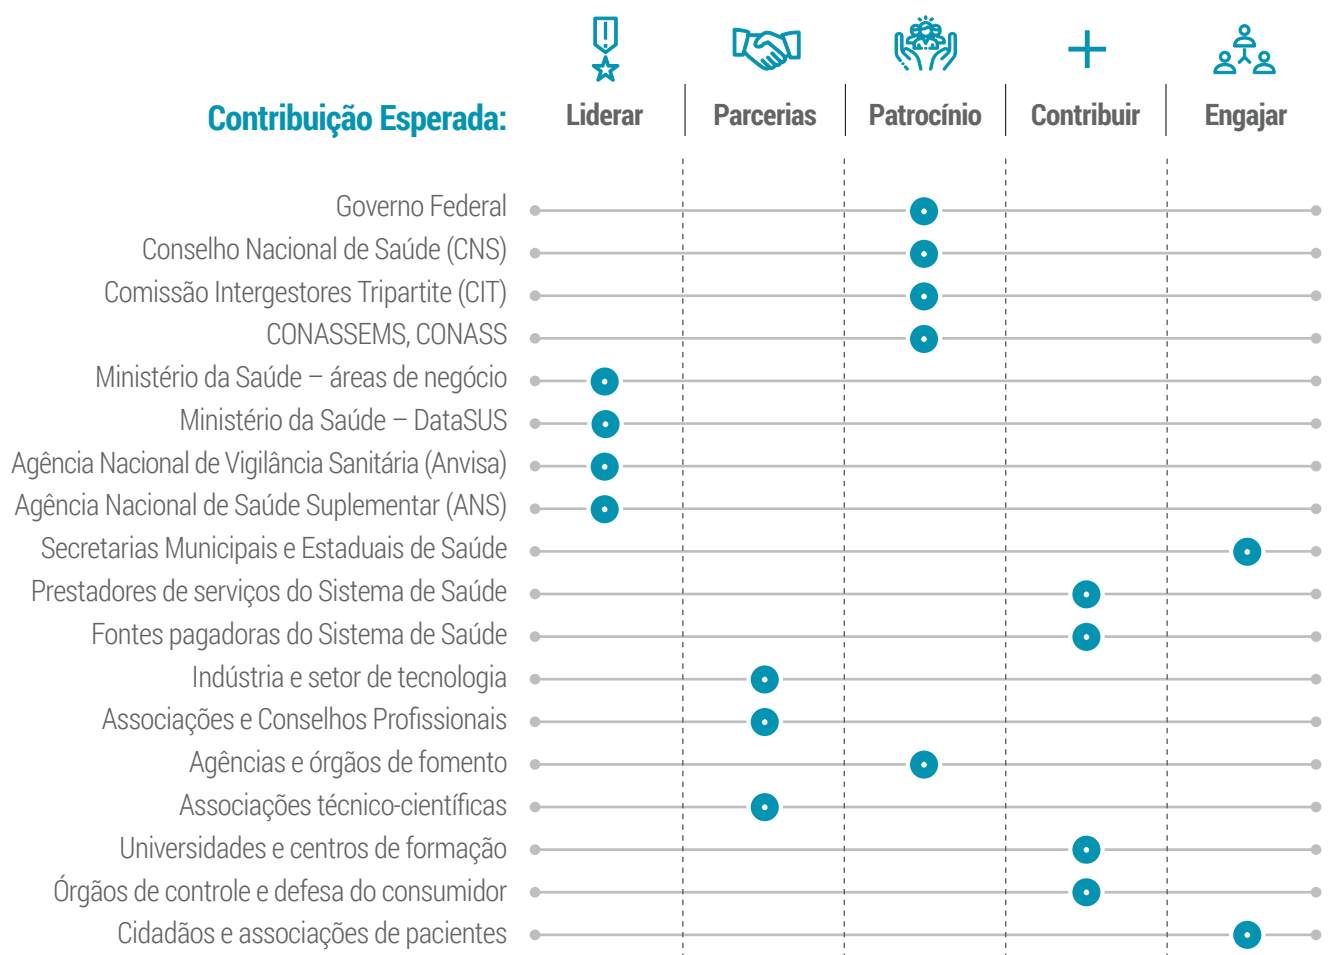 Contribuição Esperada:
Liderar
Parcerias
Patrocínio
Contribuir
Engajar
Governo Federal
Conselho Nacional de Saúde (CNS)
Comissão Intergestores Tripartite (CIT)
CONASSEMS, CONASS
Ministério da Saúde – áreas de negócio
Ministério da Saúde – DataSUS
Agência Nacional de Vigilância Sanitária (Anvisa)
Agência Nacional de Saúde Suplementar (ANS)
Secretarias Municipais e Estaduais de Saúde
Prestadores de serviços do Sistema de Saúde
Fontes pagadoras do Sistema de Saúde
Indústria e setor de tecnologia
Associações e Conselhos Profissionais
Agências e órgãos de fomento
Associações técnico-científicas
Universidades e centros de formação
Órgãos de controle e defesa do consumidor
Cidadãos e associações de pacientes